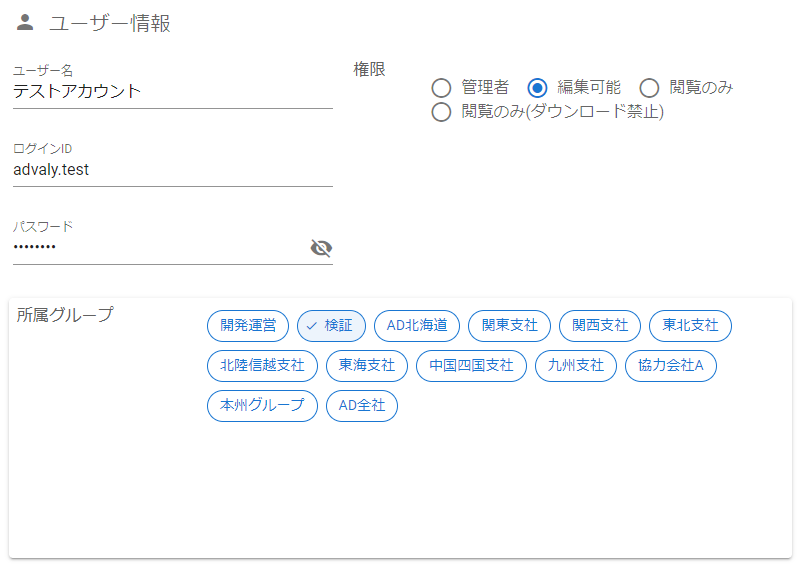 ユーザー情報
ユーザー名
テストアカウント
権限
管理者 編集可能 閲覧のみ
閲覧のみ(ダウンロード禁止)
ログインID
advaly.test
パスワード
••••••••
所属グループ
開発運営 検証 AD北海道 関東支社 関西支社 東北支社
北陸信越支社 東海支社 中国四国支社 九州支社 協力会社A
本州グループ AD全社